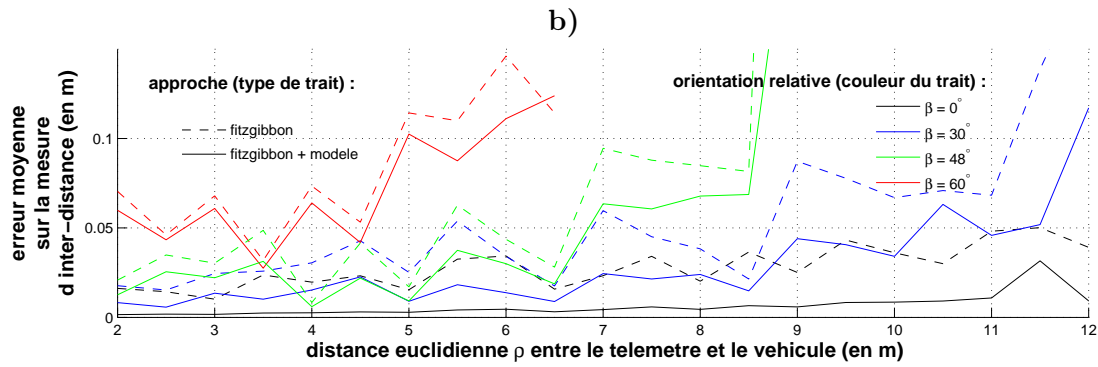 b)
approche (type de trait) :
fitzgibbon
fitzgibbon + modele
orientation relative (couleur du trait) :
β = 0°
β = 30°
β = 48°
β = 60°
erreur moyenne
sur la mesure
d inter−distance (en m)
0.1
0.05
0
2 3 4 5 6 7 8 9 10 11 12
distance euclidienne ρ entre le telemetre et le vehicule (en m)